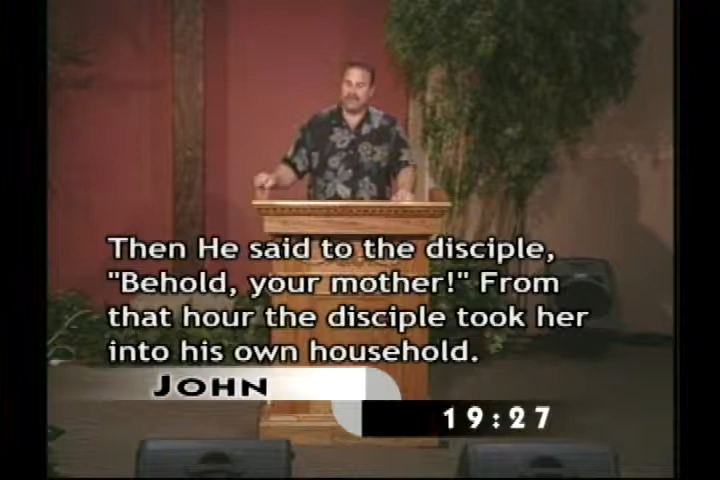 Then He said to the disciple,
"Behold, your mother!" From
that hour the disciple took her
into his own household.
JOHN
19:27